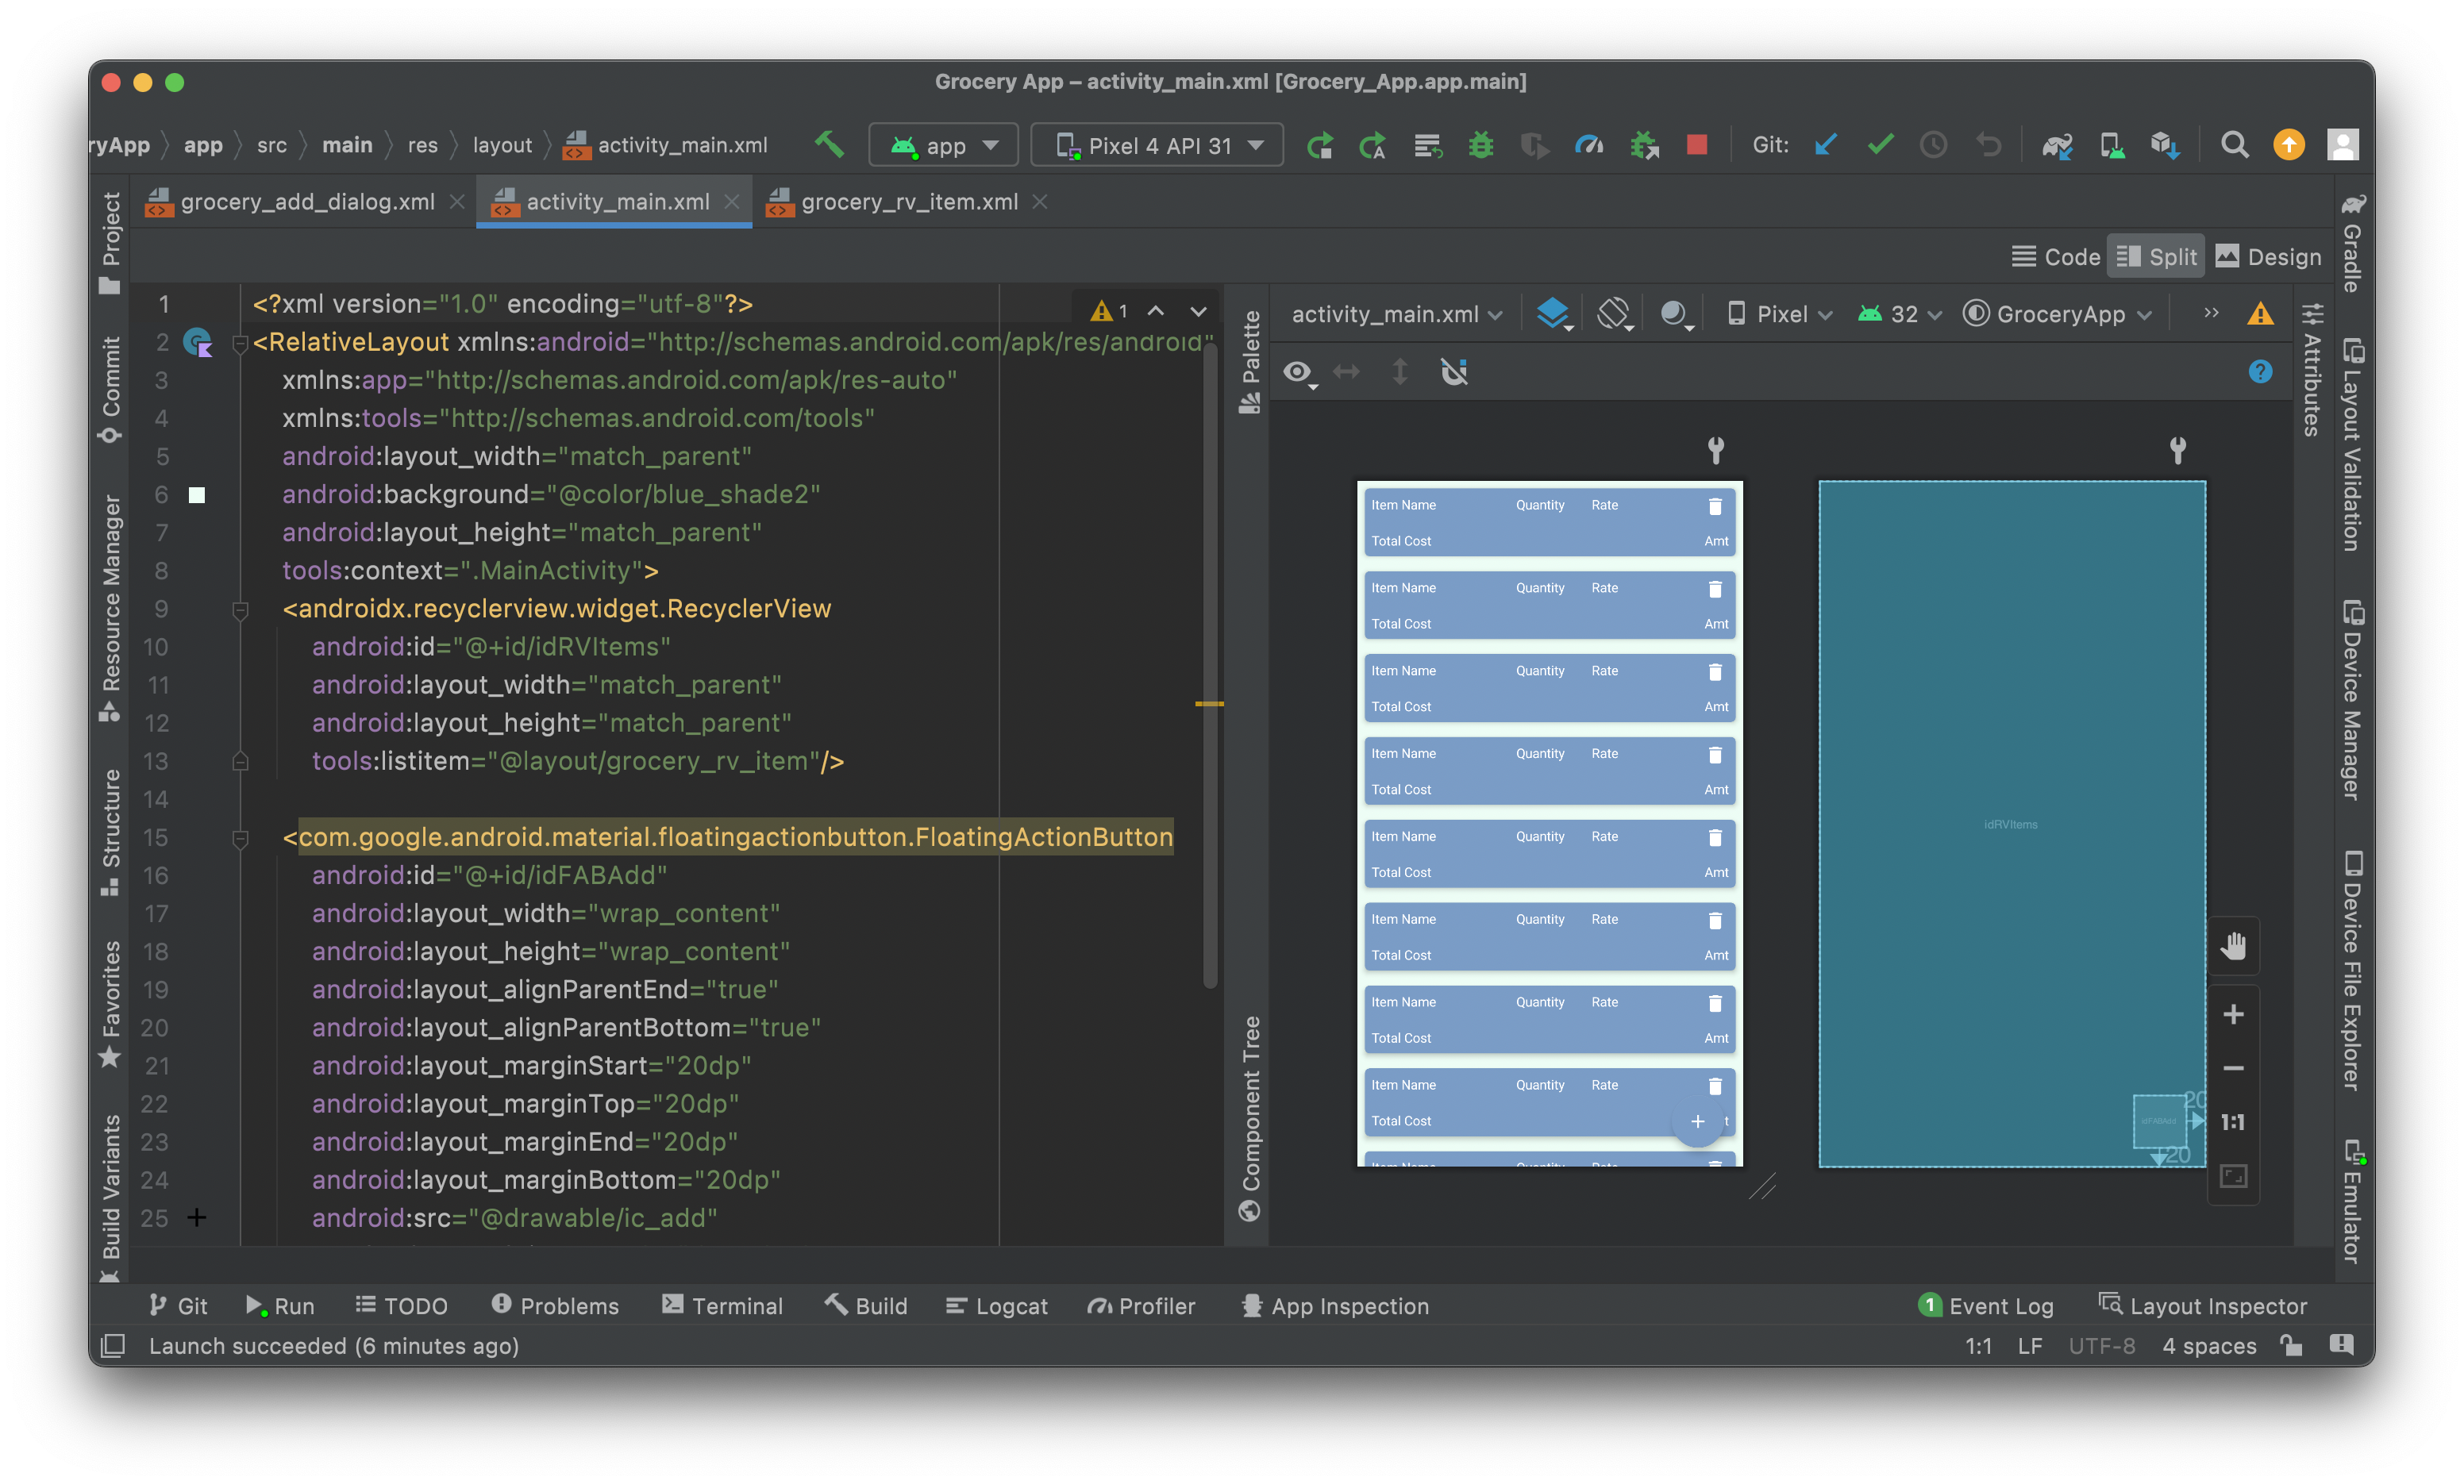 Grocery App – activity_main.xml [Grocery_App.app.main]
ryApp app src main res layout activity_main.xml app Pixel 4 API 31 Git:
grocery_add_dialog.xml activity_main.xml grocery_rv_item.xml
Code Split Design
Project
Commit
Resource Manager
Structure
Favorites
Build Variants
1 <?xml version="1.0" encoding="utf-8"?>
2 <RelativeLayout xmlns:android="http://schemas.android.com/apk/res/android"
3 xmlns:app="http://schemas.android.com/apk/res-auto"
4 xmlns:tools="http://schemas.android.com/tools"
5 android:layout_width="match_parent"
6 android:background="@color/blue_shade2"
7 android:layout_height="match_parent"
8 tools:context=".MainActivity">
9 <androidx.recyclerview.widget.RecyclerView
10 android:id="@+id/idRVItems"
11 android:layout_width="match_parent"
12 android:layout_height="match_parent"
13 tools:listitem="@layout/grocery_rv_item"/>
14
15 <com.google.android.material.floatingactionbutton.FloatingActionButton
16 android:id="@+id/idFABAdd"
17 android:layout_width="wrap_content"
18 android:layout_height="wrap_content"
19 android:layout_alignParentEnd="true"
20 android:layout_alignParentBottom="true"
21 android:layout_marginStart="20dp"
22 android:layout_marginTop="20dp"
23 android:layout_marginEnd="20dp"
24 android:layout_marginBottom="20dp"
25 android:src="@drawable/ic_add"
1
Palette
Component Tree
activity_main.xml Pixel 32 GroceryApp
Item Name Quantity Rate
Total Cost Amt
Item Name Quantity Rate
Total Cost Amt
Item Name Quantity Rate
Total Cost Amt
Item Name Quantity Rate
Total Cost Amt
Item Name Quantity Rate
Total Cost Amt
Item Name Quantity Rate
Total Cost Amt
Item Name Quantity Rate
Total Cost Amt
Item Name Quantity Rate
Total Cost + t
Item Name Quantity Rate
idRVItems
20
idFABAdd
20
1:1
Attributes
Gradle
Layout Validation
Device Manager
Device File Explorer
Emulator
Git Run TODO Problems Terminal Build Logcat Profiler App Inspection 1 Event Log Layout Inspector
Launch succeeded (6 minutes ago) 1:1 LF UTF-8 4 spaces